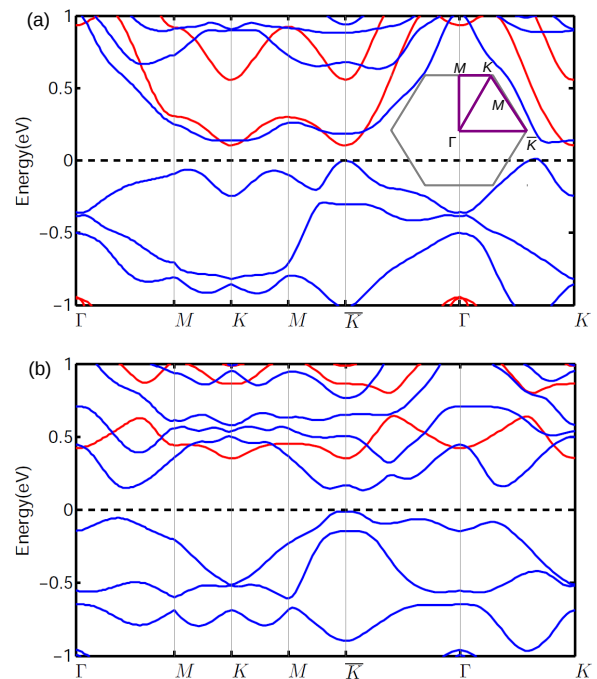 (a)
1
0.5
0
−0.5
−1
Energy(eV)
M K
M
Γ K̅
Γ M K M K̅ Γ K
(b)
1
0.5
0
−0.5
−1
Energy(eV)
Γ M K M K̅ Γ K